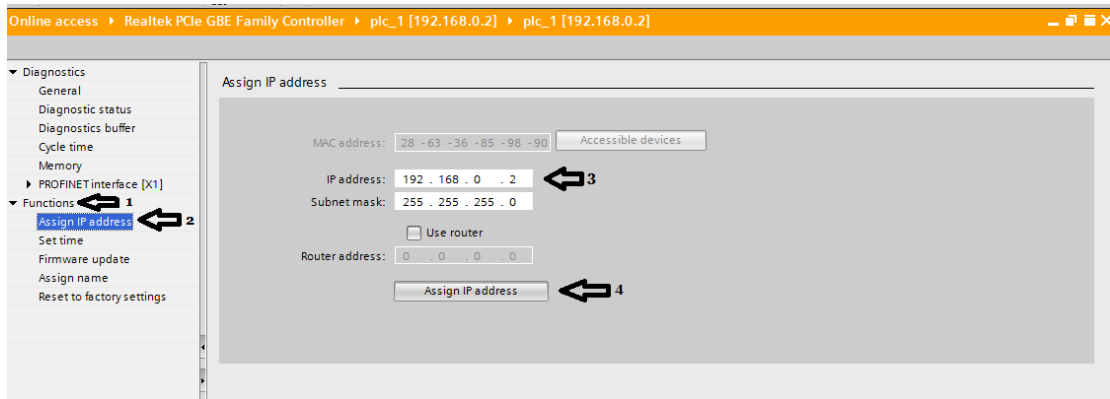 Online access ▸ Realtek PCIe GBE Family Controller ▸ plc_1 [192.168.0.2] ▸ plc_1 [192.168.0.2]
Diagnostics
General
Diagnostic status
Diagnostics buffer
Cycle time
Memory
PROFINET interface [X1]
Functions 1
Assign IP address 2
Set time
Firmware update
Assign name
Reset to factory settings
Assign IP address
MAC address: 28 - 63 - 36 - 85 - 98 - 90 Accessible devices
IP address: 192 . 168 . 0 . 2 3
Subnet mask: 255 . 255 . 255 . 0
Use router
Router address: 0 . 0 . 0 . 0
Assign IP address 4